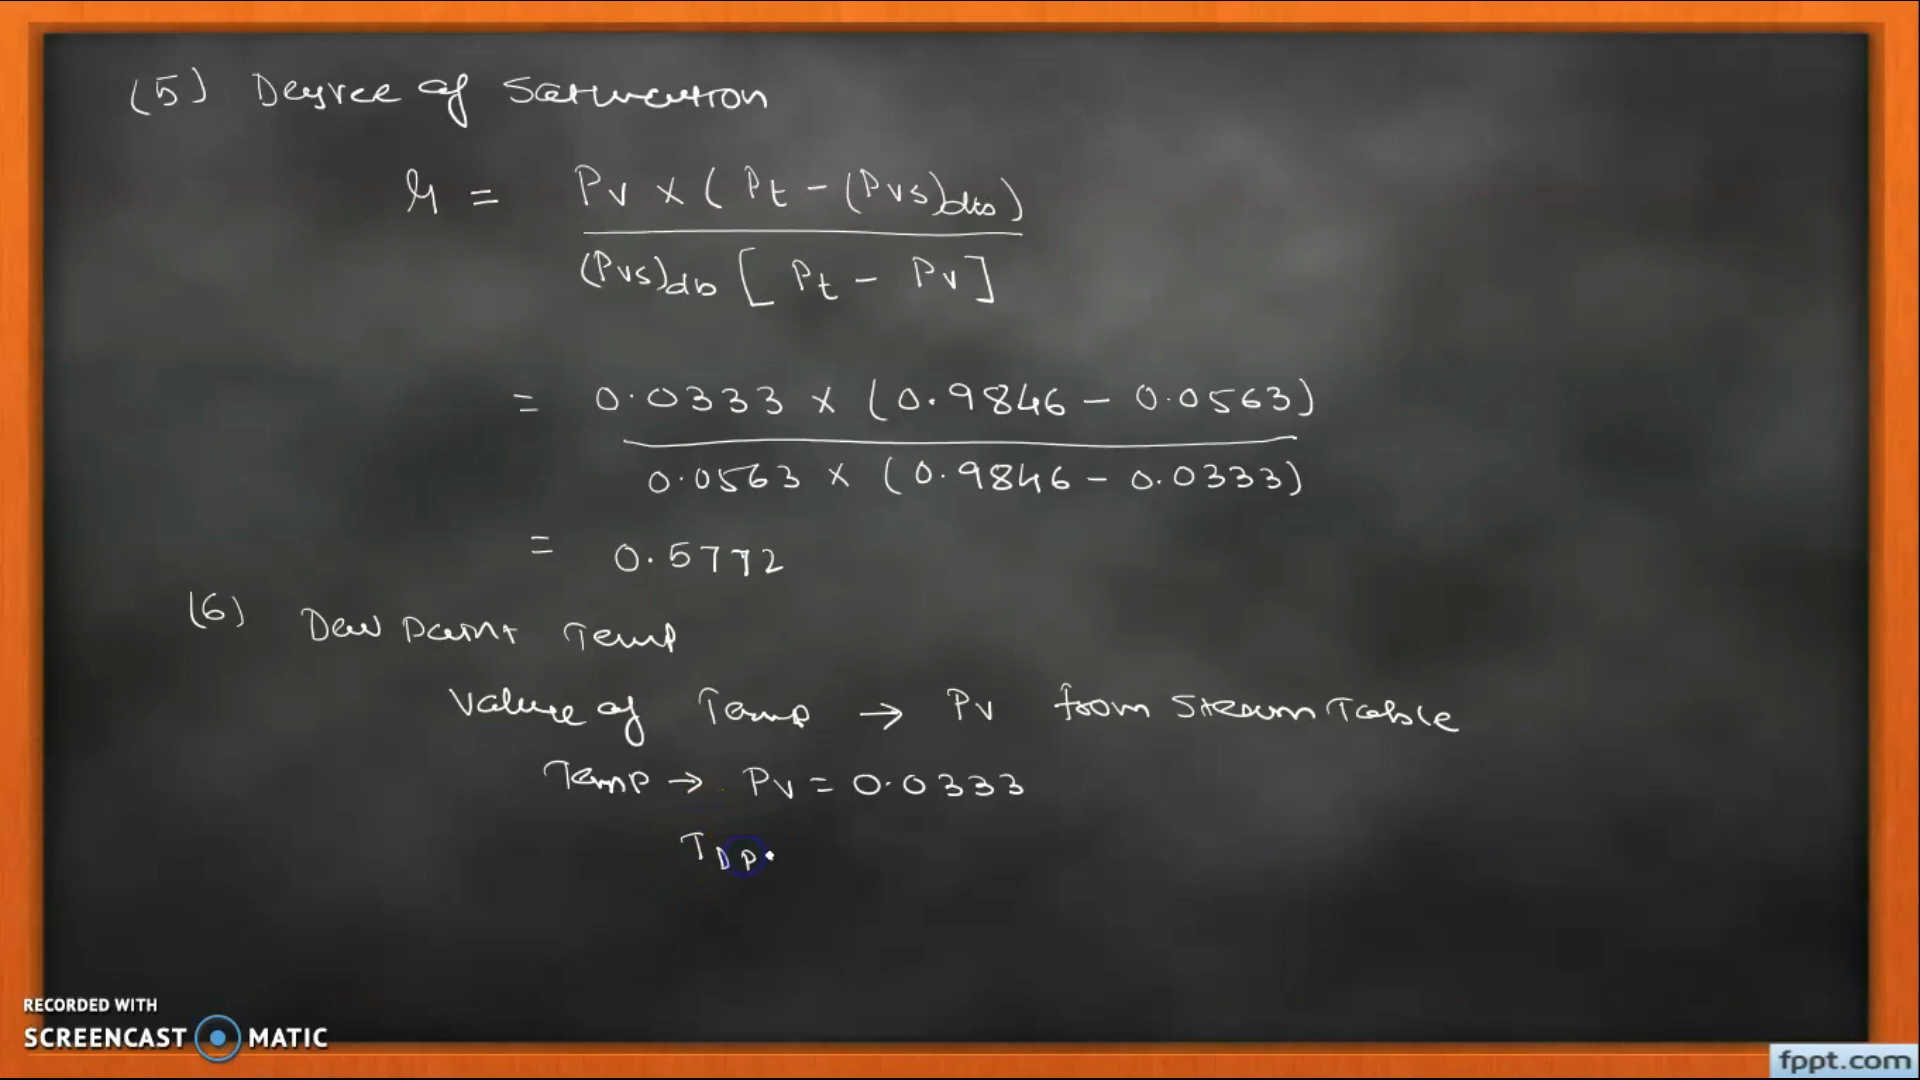 (5) Degree of Saturation
μ = Pv × ( Pt - (Pvs)db )
(Pvs)db [ Pt - Pv ]
= 0.0333 × (0.9846 - 0.0563)
0.0563 × (0.9846 - 0.0333)
= 0.5772
(6) Dew Point Temp
Value of Temp → Pv from Steam Table
Temp → Pv = 0.0333
TDP
RECORDED WITH
SCREENCAST MATIC
fppt.com